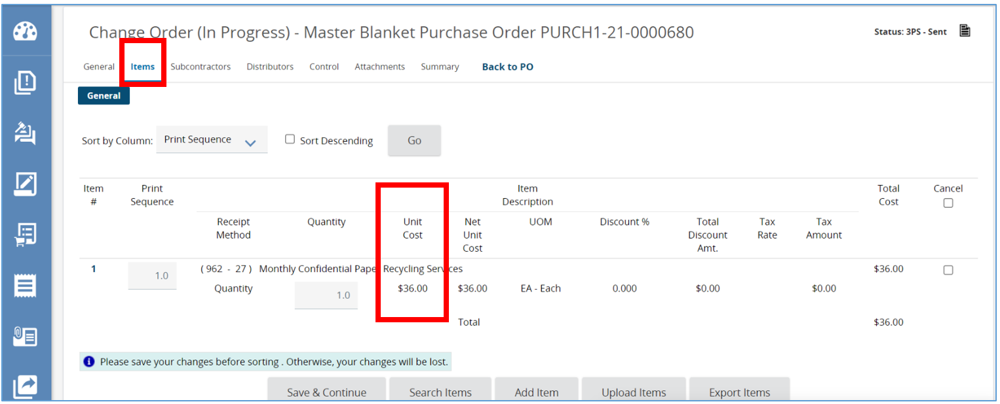 Change Order (In Progress) - Master Blanket Purchase Order PURCH1-21-0000680
Status: 3PS - Sent
General Items Subcontractors Distributors Control Attachments Summary Back to PO
General
Sort by Column: Print Sequence Sort Descending Go
Item # Print Sequence Item Description Total Cost Cancel
Receipt Method Quantity Unit Cost Net Unit Cost UOM Discount % Total Discount Amt. Tax Rate Tax Amount
1 1.0 ( 962 - 27 ) Monthly Confidential Paper Recycling Services $36.00
Quantity 1.0 $36.00 $36.00 EA - Each 0.000 $0.00 $0.00
Total $36.00
Please save your changes before sorting . Otherwise, your changes will be lost.
Save & Continue Search Items Add Item Upload Items Export Items